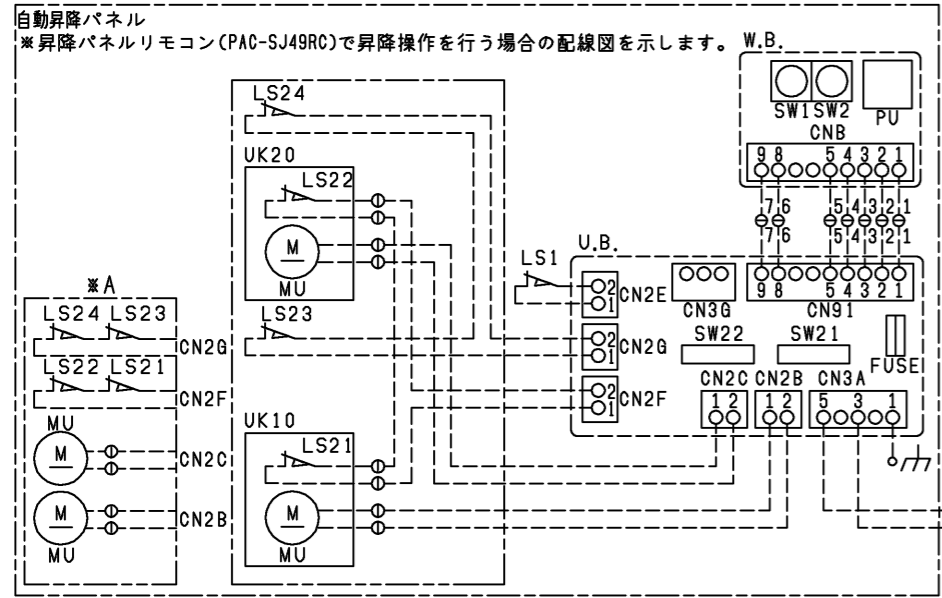 自動昇降パネル
※昇降パネルリモコン(PAC-SJ49RC)で昇降操作を行う場合の配線図を示します。
W.B.
SW1 SW2
PU
CNB
9 8 5 4 3 2 1
7 6 5 4 3 2 1
7 6 5 4 3 2 1
9 8 5 4 3 2 1
CN91
U.B.
LS1
2
1
CN2E
CN3G
SW22
SW21
FUSE
2
1
CN2G
2
1
CN2F
CN2C CN2B CN3A
1 2 1 2 5 3 1
LS24
UK20
LS22
M
MU
LS23
UK10
LS21
M
MU
※A
LS24 LS23
CN2G
LS22 LS21
CN2F
MU
M
CN2C
M
CN2B
MU